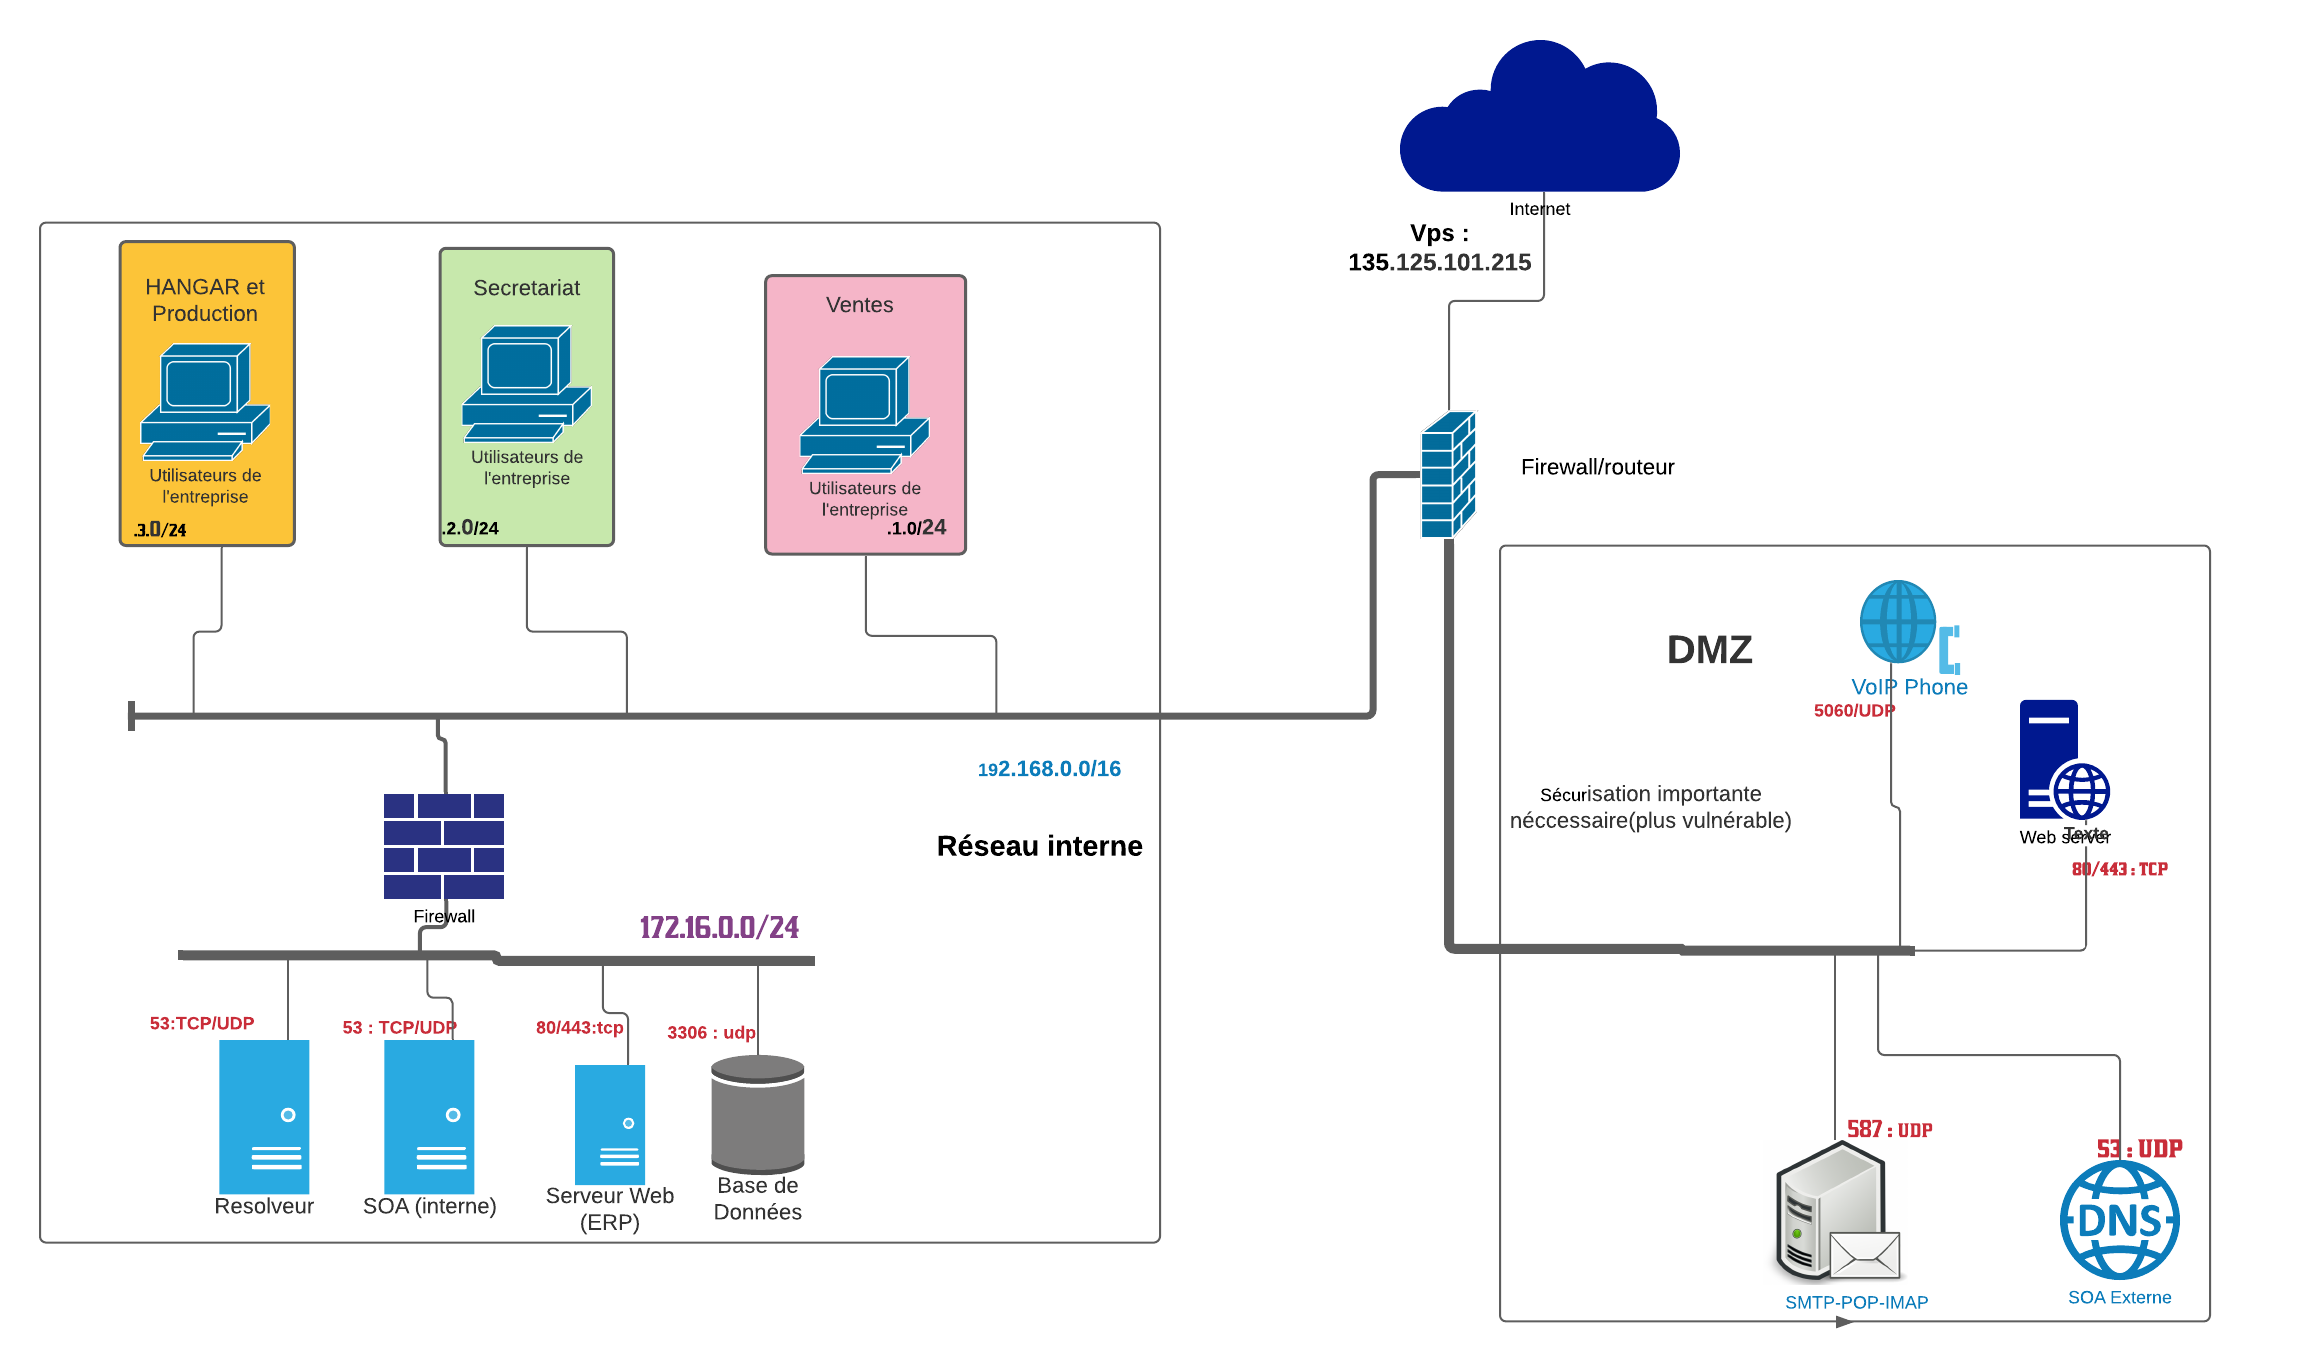 Internet
Vps :
135.125.101.215
HANGAR et
Production
Utilisateurs de
l'entreprise
.3.0/24
Secretariat
Utilisateurs de
l'entreprise
.2.0/24
Ventes
Utilisateurs de
l'entreprise
.1.0/24
Firewall/routeur
192.168.0.0/16
Réseau interne
Firewall
172.16.0.0/24
53:TCP/UDP
53 : TCP/UDP
80/443:tcp
3306 : udp
Resolveur
SOA (interne)
Serveur Web
(ERP)
Base de
Données
DMZ
VoIP Phone
5060/UDP
Sécurisation importante
néccessaire(plus vulnérable)
Texte
Web server
80/443 : TCP
587 : UDP
53 : UDP
DNS
SMTP-POP-IMAP
SOA Externe